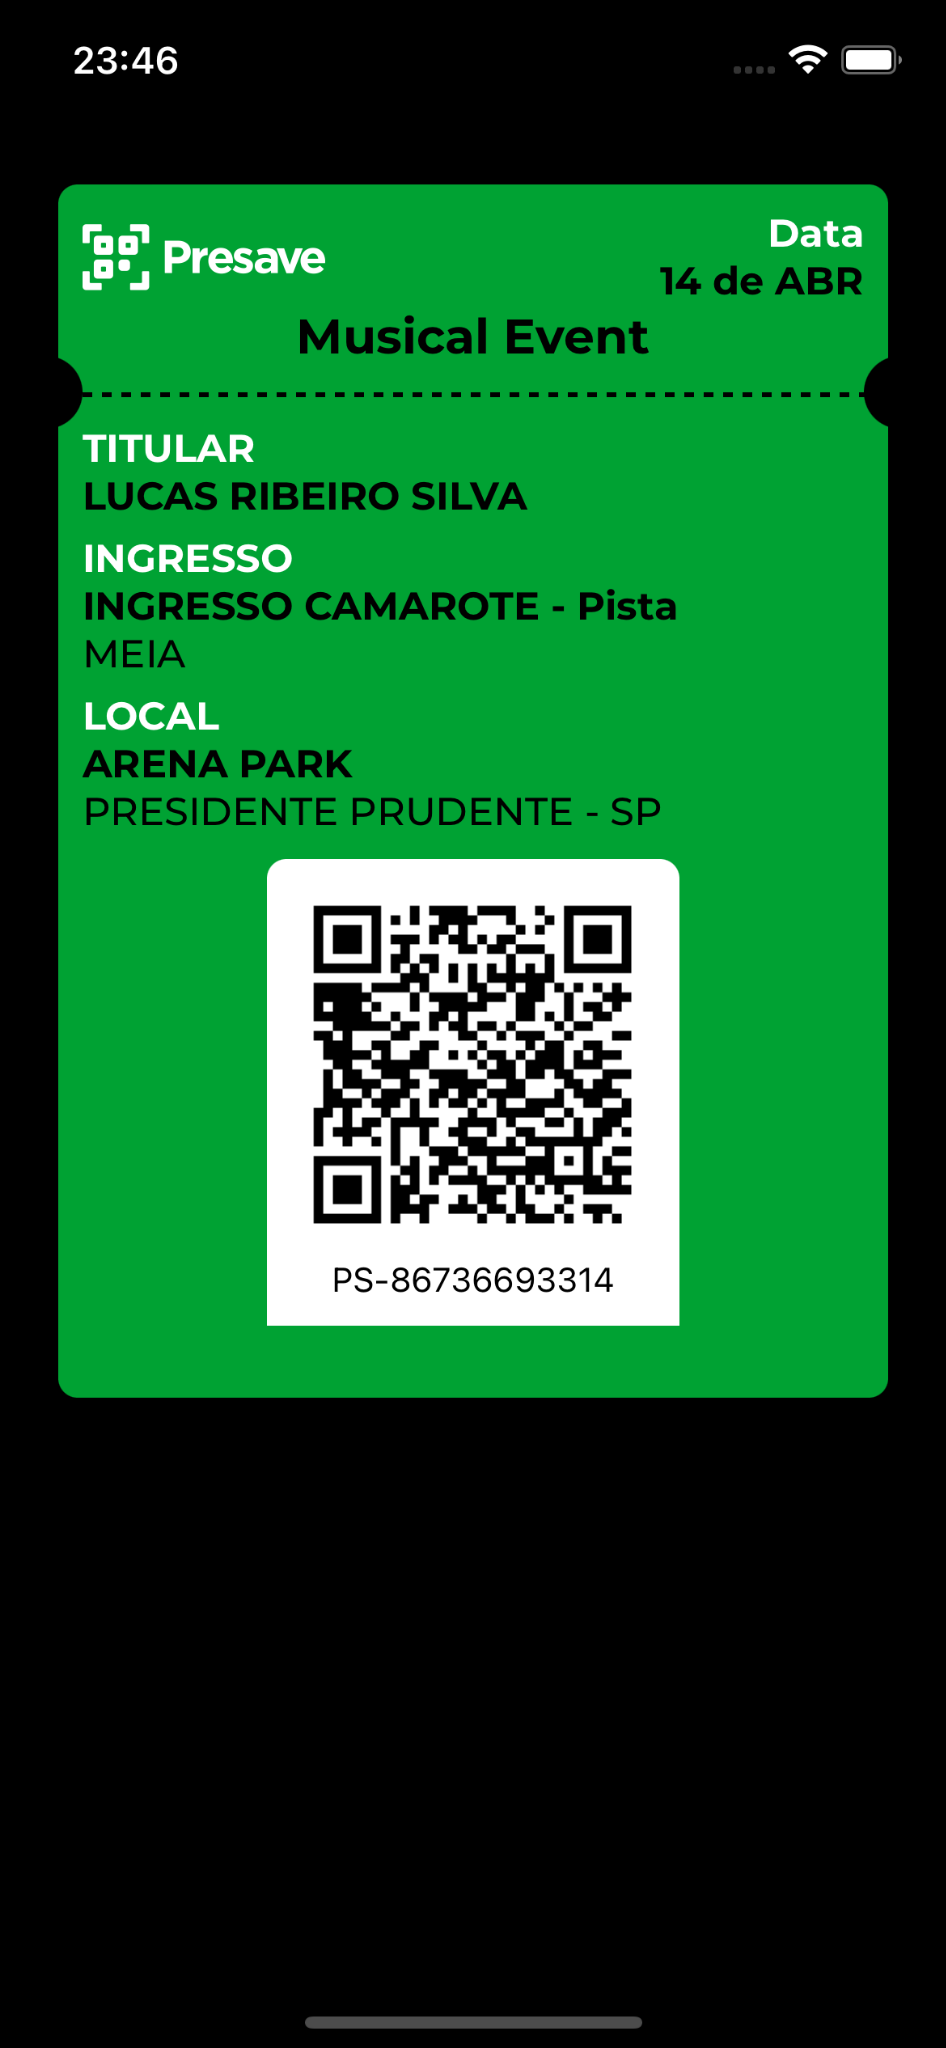 23:46
Presave
Data
14 de ABR
Musical Event
TITULAR
LUCAS RIBEIRO SILVA
INGRESSO
INGRESSO CAMAROTE - Pista
MEIA
LOCAL
ARENA PARK
PRESIDENTE PRUDENTE - SP
PS-86736693314